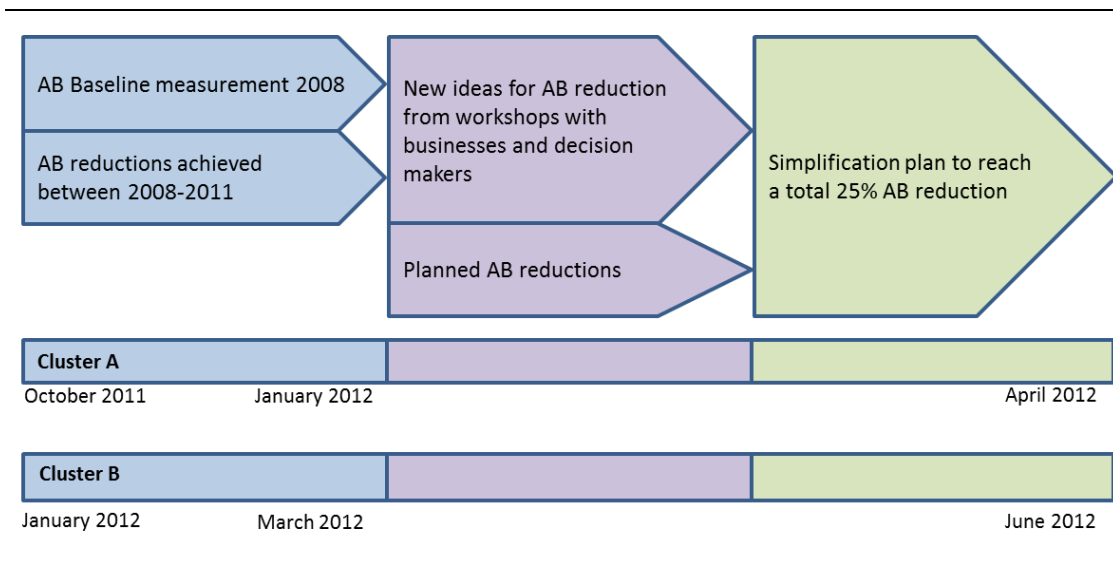 AB Baseline measurement 2008
AB reductions achieved
between 2008-2011
New ideas for AB reduction
from workshops with
businesses and decision
makers
Planned AB reductions
Simplification plan to reach
a total 25% AB reduction
Cluster A
October 2011
January 2012
April 2012
Cluster B
January 2012
March 2012
June 2012